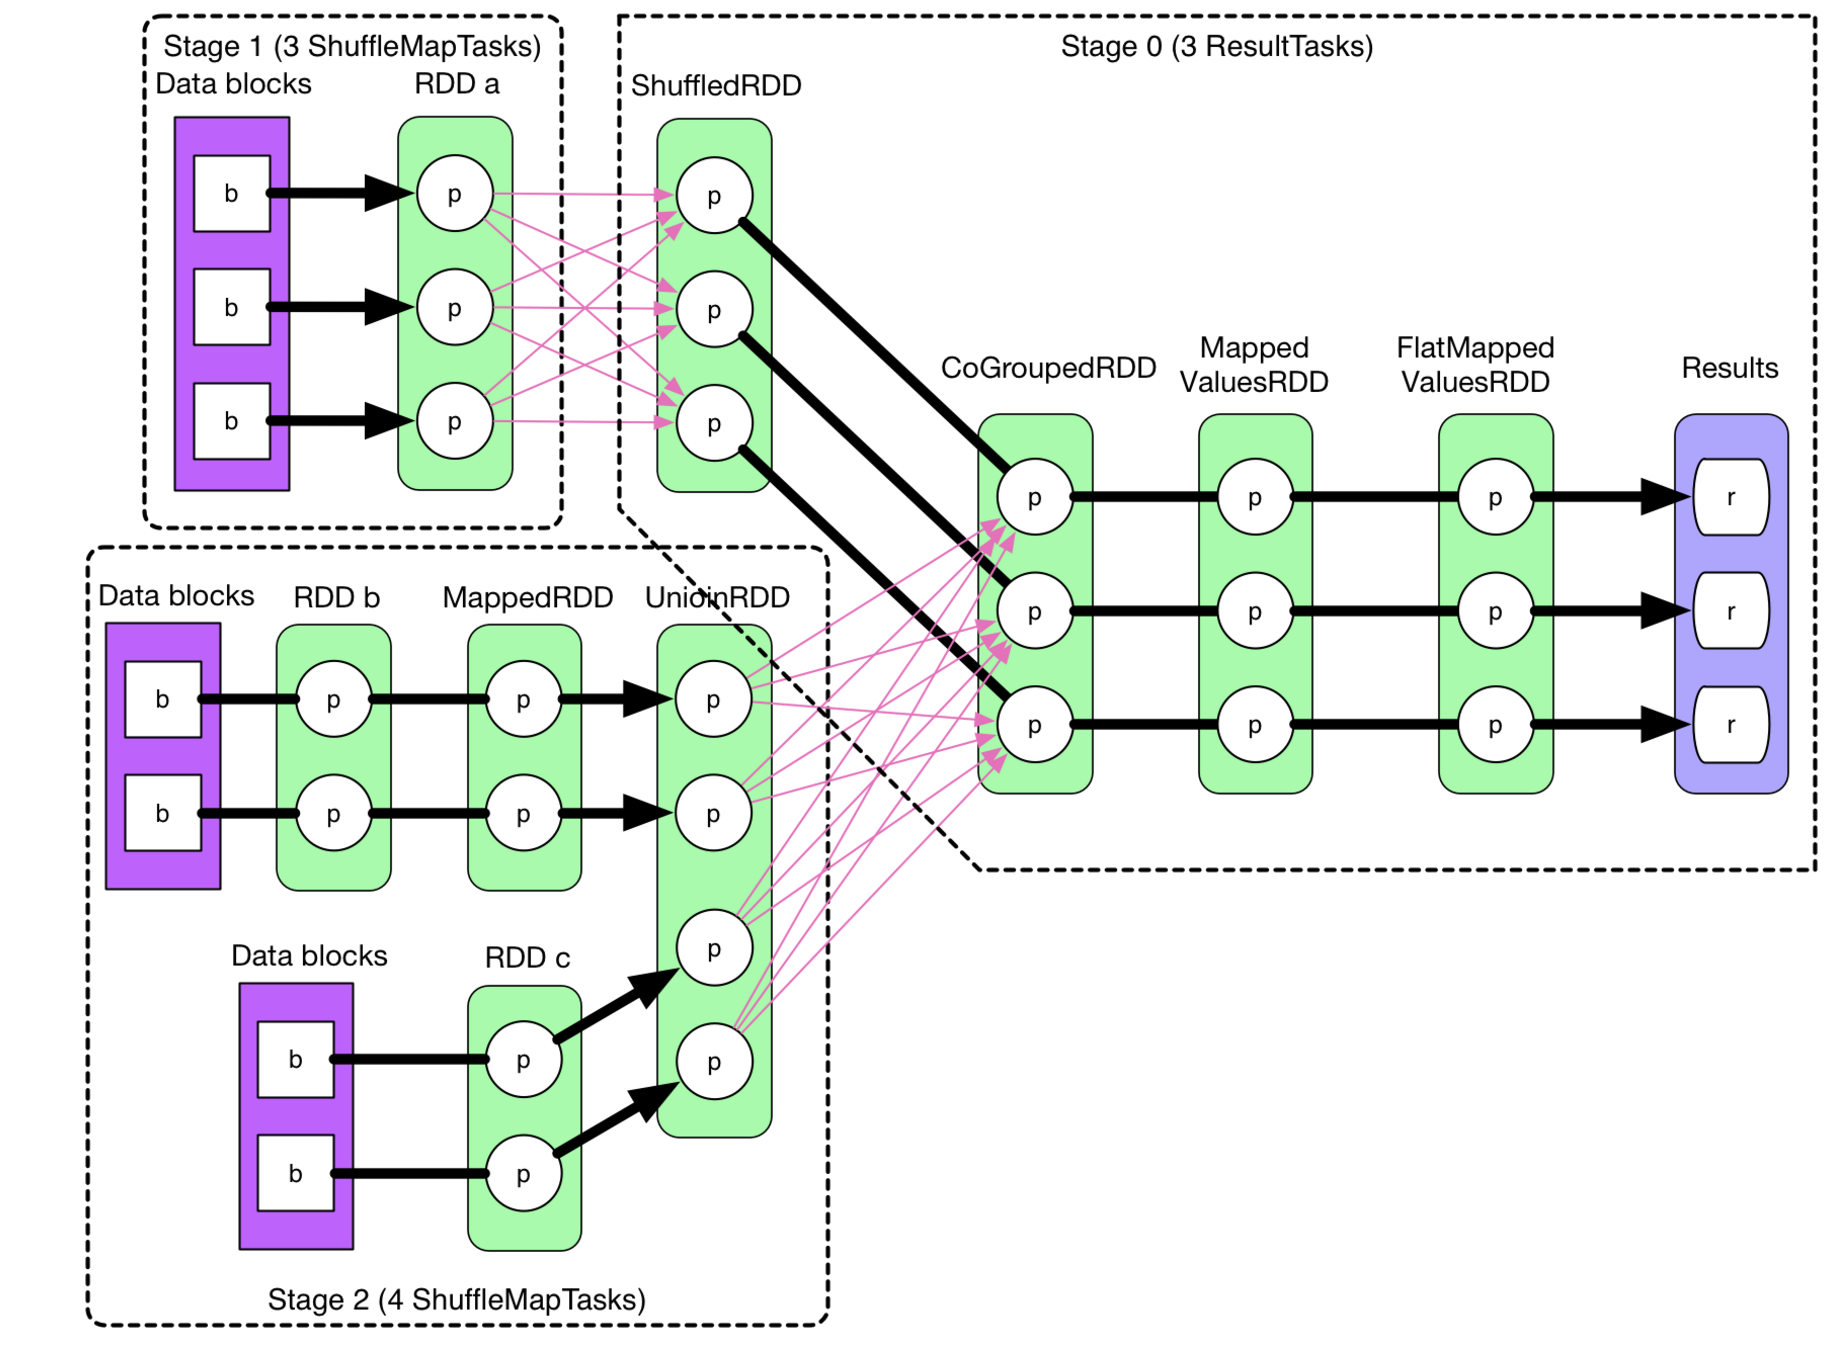 Stage 1 (3 ShuffleMapTasks)
Data blocks
RDD a
b
p
b
p
b
p
Stage 0 (3 ResultTasks)
ShuffledRDD
p
p
p
CoGroupedRDD
Mapped
ValuesRDD
FlatMapped
ValuesRDD
Results
p
p
p
r
p
p
p
r
p
p
p
r
Data blocks
RDD b
MappedRDD
UnioinRDD
b
p
p
p
b
p
p
p
Data blocks
RDD c
p
b
p
p
b
p
Stage 2 (4 ShuffleMapTasks)